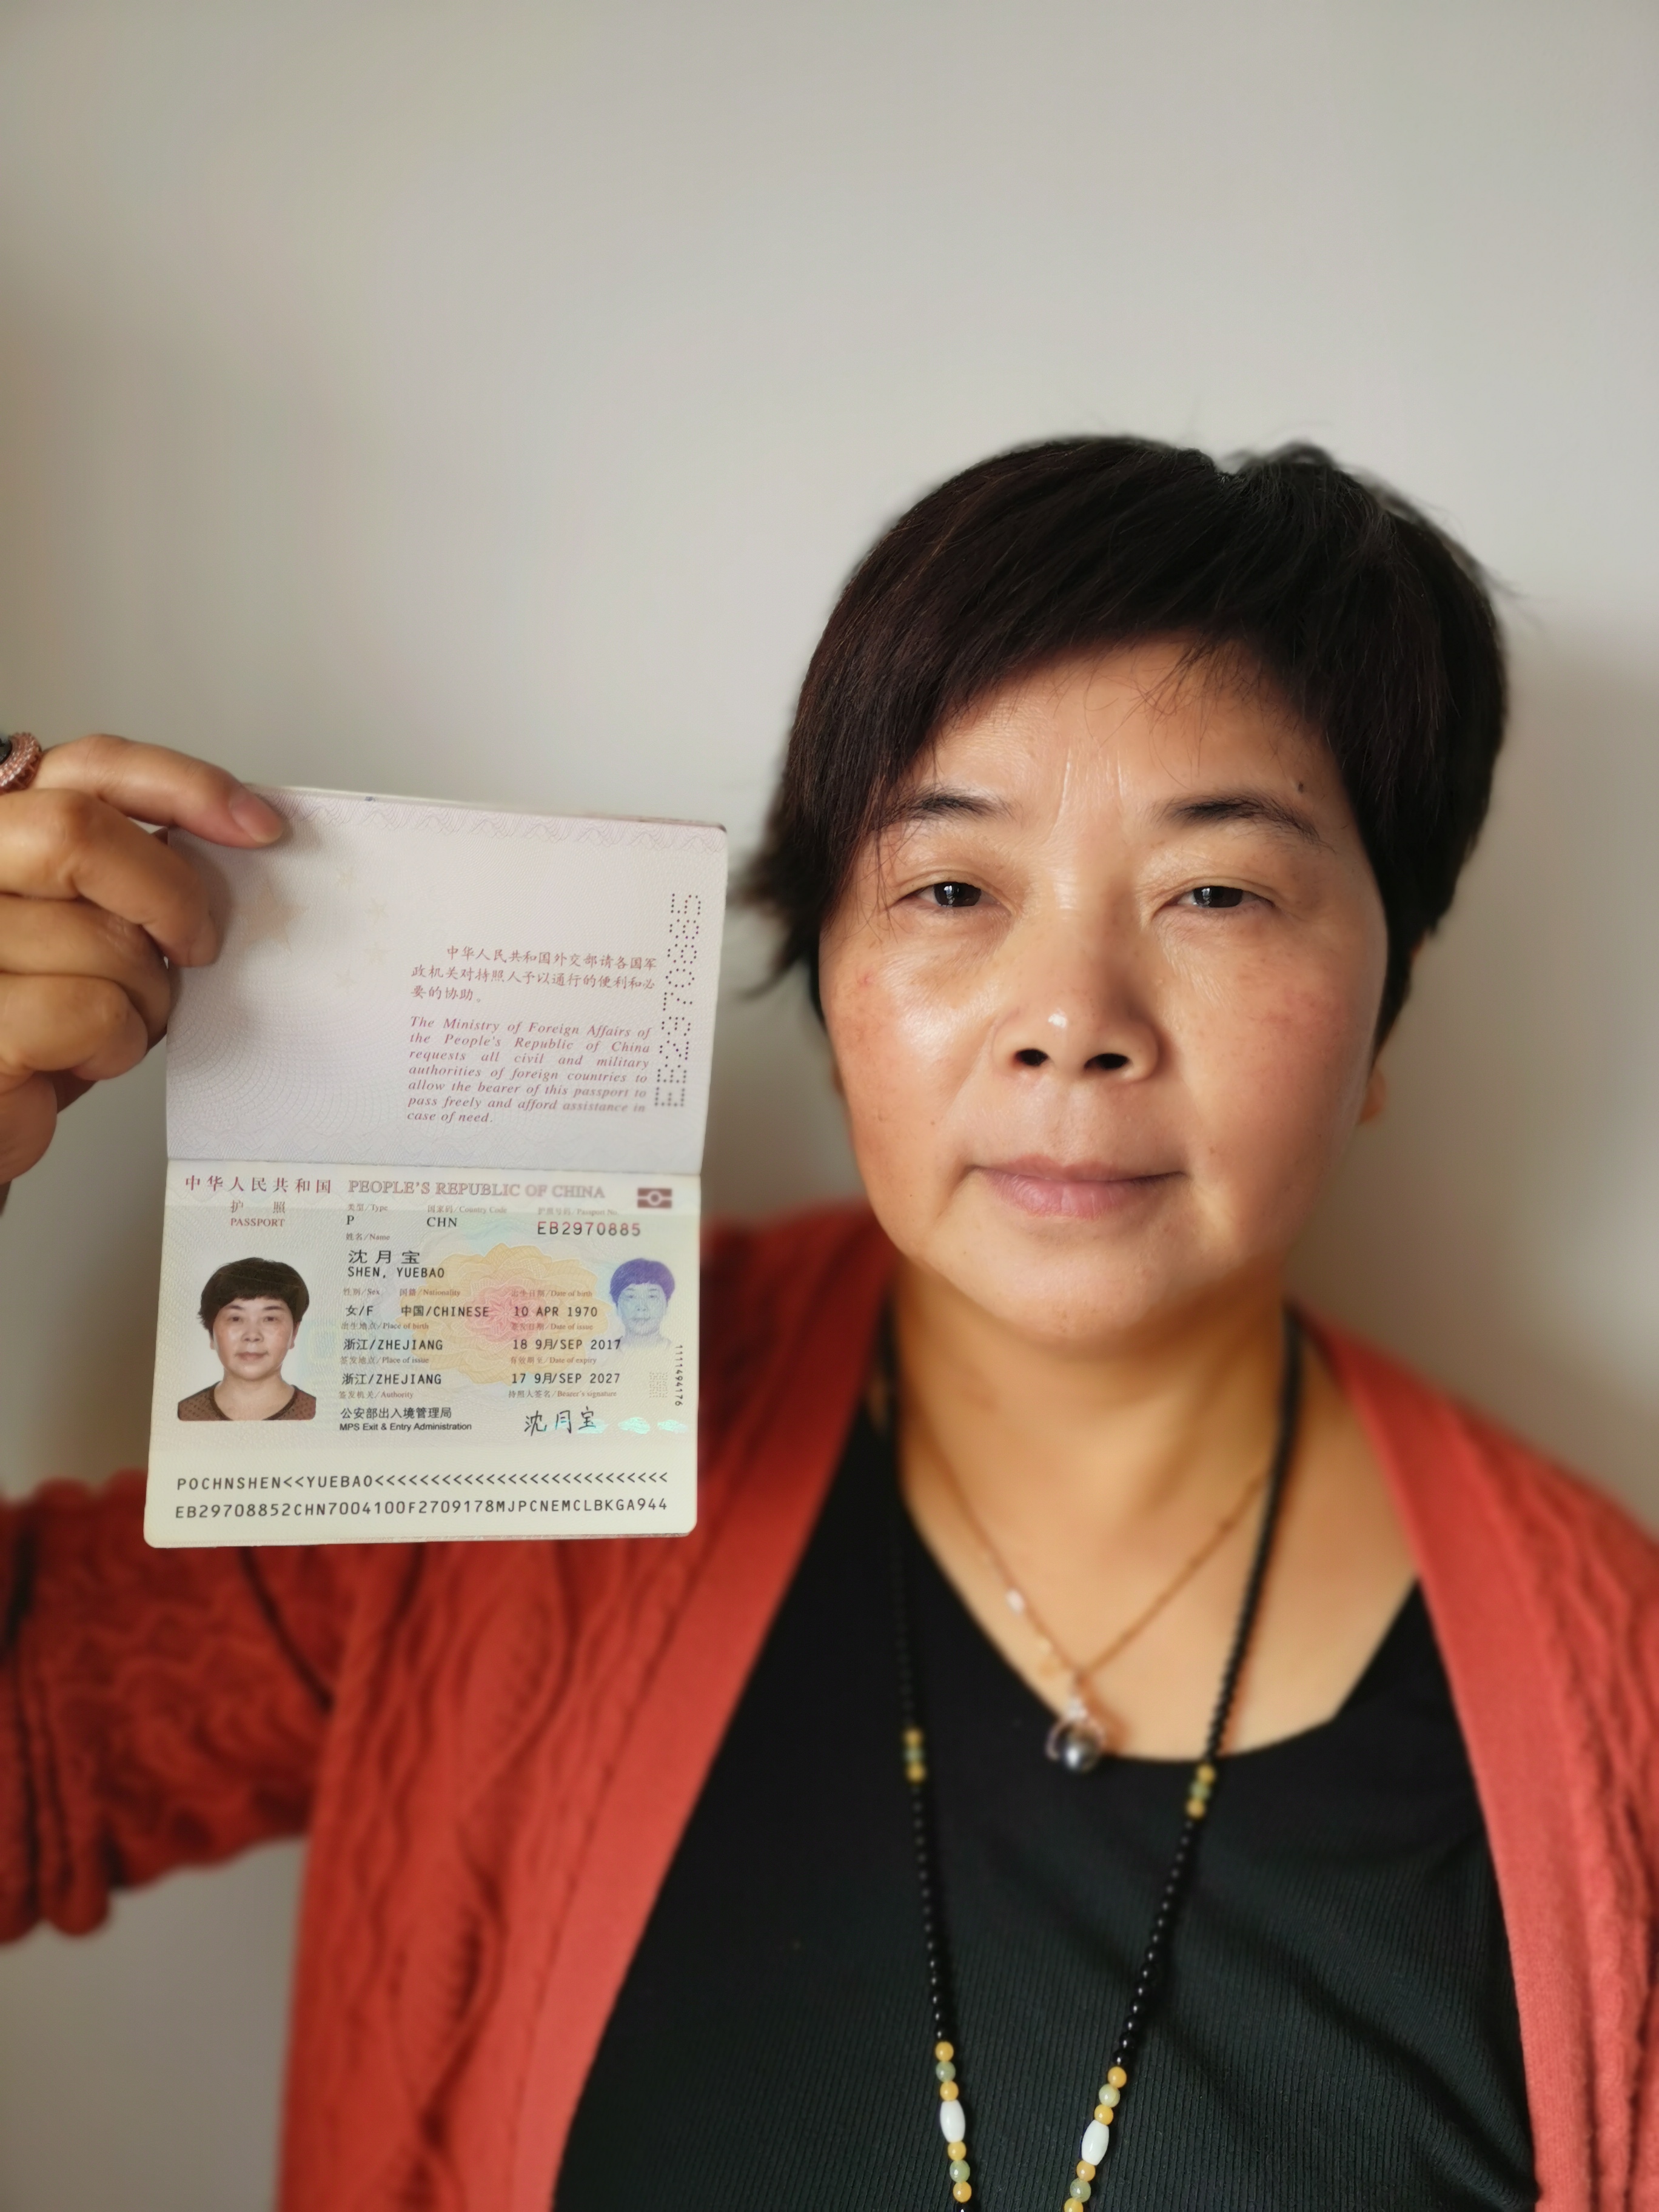 中华人民共和国外交部请各国军
政机关对持照人予以通行的便利和必
要的协助。
The Ministry of Foreign Affairs of
the People's Republic of China
requests all civil and military
authorities of foreign countries to
allow the bearer of this passport to
pass freely and afford assistance in
case of need.
EB2970885
中华人民共和国 PEOPLE'S REPUBLIC OF CHINA
护 照
PASSPORT
类型/Type 国家码/Country Code 护照号码/Passport No.
P CHN EB2970885
姓名/Name
沈月宝
SHEN, YUEBAO
性别/Sex 国籍/Nationality 出生日期/Date of birth
女/F 中国/CHINESE 10 APR 1970
出生地点/Place of birth 签发日期/Date of issue
浙江/ZHEJIANG 18 9月/SEP 2017
签发地点/Place of issue 有效期至/Date of expiry
浙江/ZHEJIANG 17 9月/SEP 2027
签发机关/Authority 持照人签名/Bearer's signature
公安部出入境管理局
MPS Exit & Entry Administration
沈月宝
1111494176
POCHNSHEN<<YUEBAO<<<<<<<<<<<<<<<<<<<<<<<<<<<
EB29708852CHN7004100F2709178MJPCNEMCLBKGA944